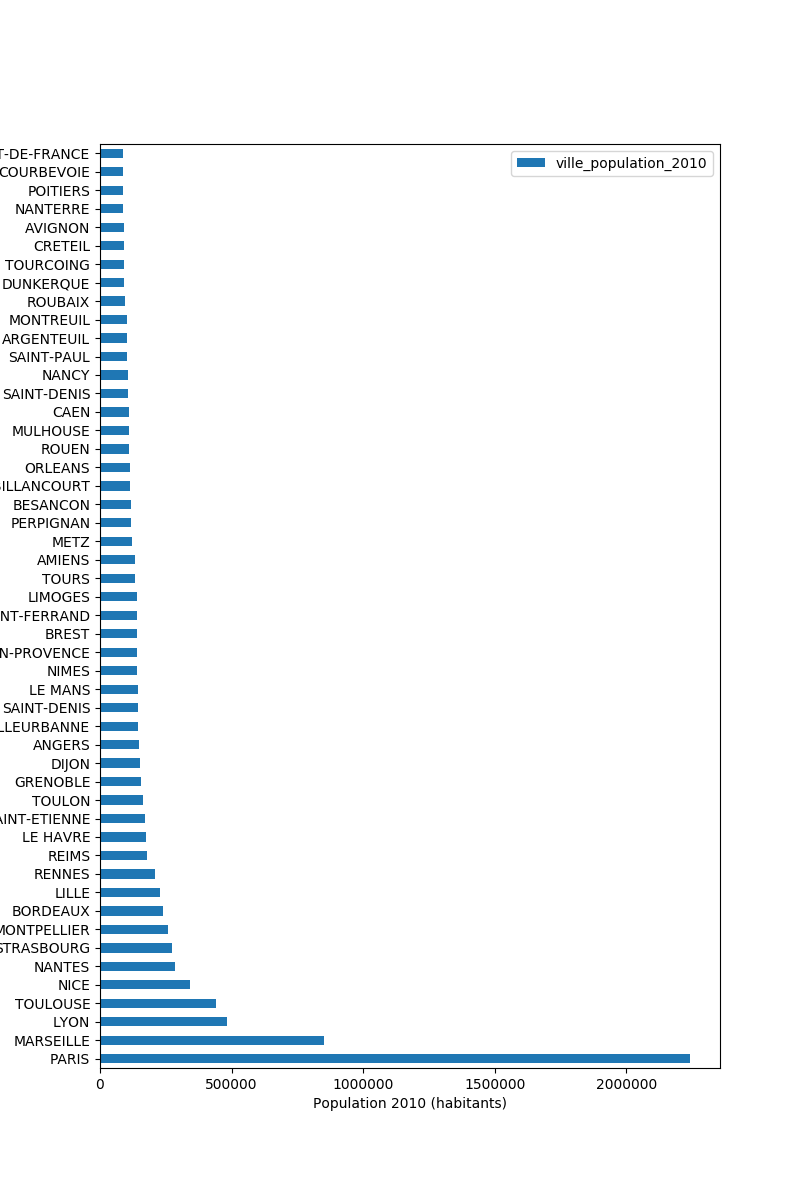 T-DE-FRANCE
COURBEVOIE
POITIERS
NANTERRE
AVIGNON
CRETEIL
TOURCOING
DUNKERQUE
ROUBAIX
MONTREUIL
ARGENTEUIL
SAINT-PAUL
NANCY
SAINT-DENIS
CAEN
MULHOUSE
ROUEN
ORLEANS
BILLANCOURT
BESANCON
PERPIGNAN
METZ
AMIENS
TOURS
LIMOGES
NT-FERRAND
BREST
N-PROVENCE
NIMES
LE MANS
SAINT-DENIS
LLEURBANNE
ANGERS
DIJON
GRENOBLE
TOULON
AINT-ETIENNE
LE HAVRE
REIMS
RENNES
LILLE
BORDEAUX
MONTPELLIER
STRASBOURG
NANTES
NICE
TOULOUSE
LYON
MARSEILLE
PARIS
ville_population_2010
0 500000 1000000 1500000 2000000
Population 2010 (habitants)